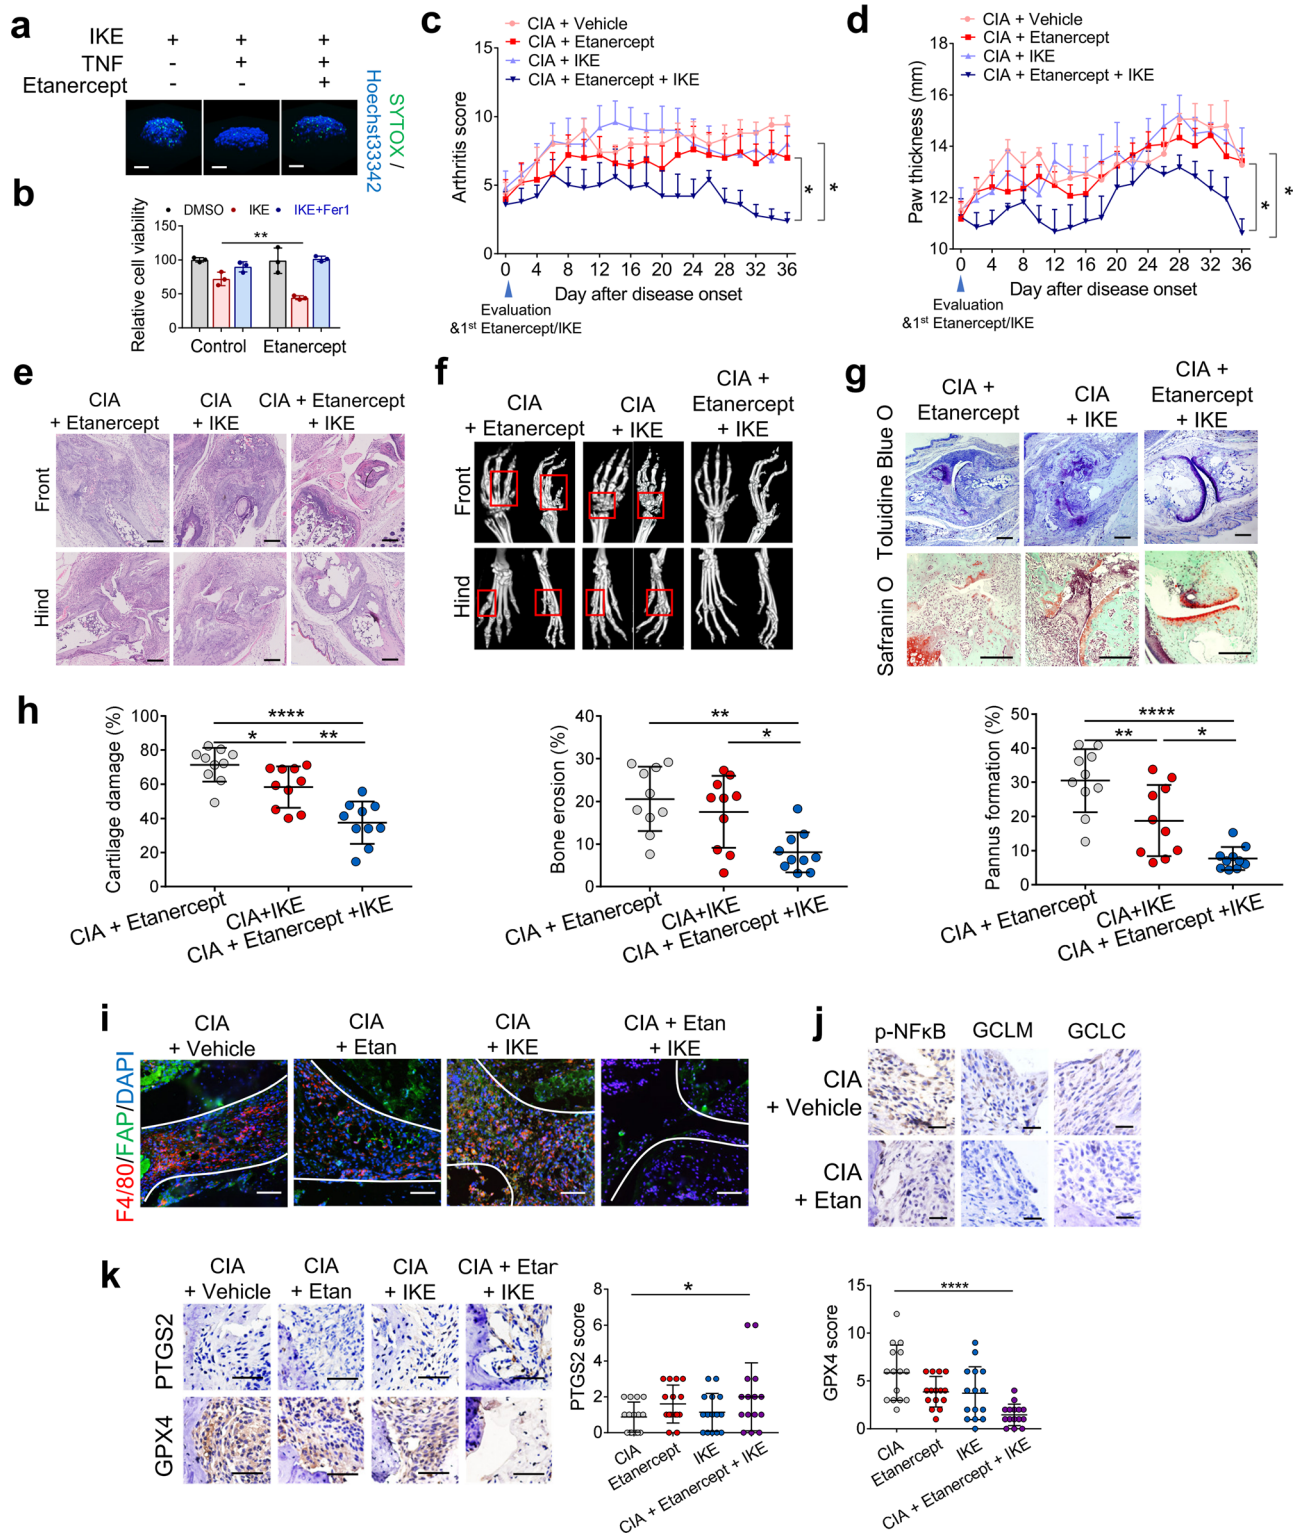 a
IKE + + +
TNF - + +
Etanercept - - +
SYTOX /
Hoechst33342
b
DMSO IKE IKE+Fer1
**
Relative cell viability
150
100
50
0
Control Etanercept
c
CIA + Vehicle
CIA + Etanercept
CIA + IKE
CIA + Etanercept + IKE
Arthritis score
15
10
5
0
* *
0 4 8 12 16 20 24 28 32 36
Day after disease onset
Evaluation
&1st Etanercept/IKE
d
CIA + Vehicle
CIA + Etanercept
CIA + IKE
CIA + Etanercept + IKE
Paw thickness (mm)
18
16
14
12
10
* *
0 4 8 12 16 20 24 28 32 36
Day after disease onset
Evaluation
&1st Etanercept/IKE
e
CIA + Etanercept
CIA + IKE
CIA + Etanercept + IKE
Front
Hind
f
CIA + Etanercept
CIA + IKE
CIA + Etanercept + IKE
Front
Hind
g
CIA + Etanercept
CIA + IKE
CIA + Etanercept + IKE
Toluidine Blue O
Safranin O
h
Cartilage damage (%)
100
80
60
40
20
0
****
* **
CIA + Etanercept
CIA+IKE
CIA + Etanercept +IKE
Bone erosion (%)
40
30
20
10
0
**
*
CIA + Etanercept
CIA+IKE
CIA + Etanercept +IKE
Pannus formation (%)
50
40
30
20
10
0
****
** *
CIA + Etanercept
CIA+IKE
CIA + Etanercept +IKE
i
CIA + Vehicle
CIA + Etan
CIA + IKE
CIA + Etan + IKE
F4/80/FAP/DAPI
j
p-NFκB GCLM GCLC
CIA + Vehicle
CIA + Etan
k
CIA + Vehicle
CIA + Etan
CIA + IKE
CIA + Etar + IKE
PTGS2
GPX4
PTGS2 score
8
6
4
2
0
*
CIA
Etanercept
IKE
CIA + Etanercept + IKE
GPX4 score
15
10
5
0
****
CIA
Etanercept
IKE
CIA + Etanercept + IKE